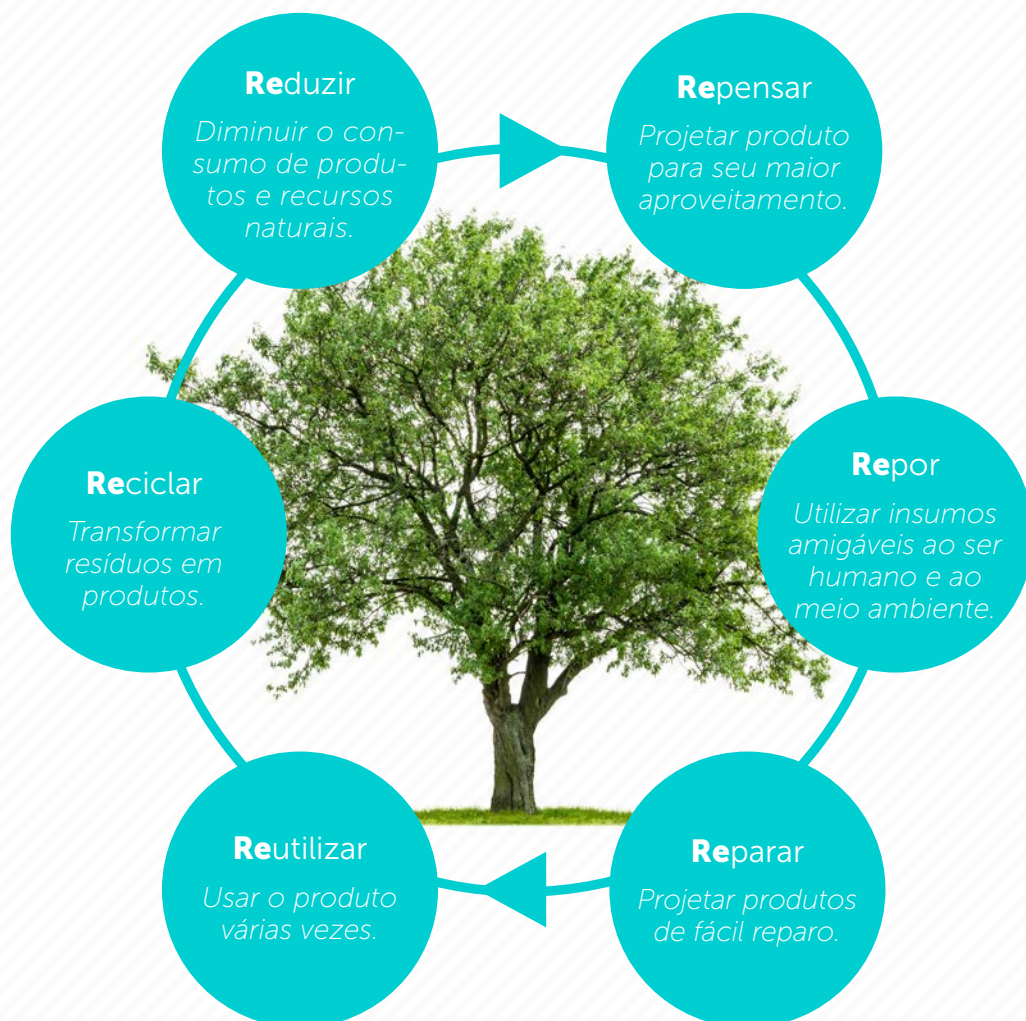 Reduzir
Diminuir o con-
sumo de produ-
tos e recursos
naturais.
Repensar
Projetar produto
para seu maior
aproveitamento.
Repor
Utilizar insumos
amigáveis ao ser
humano e ao
meio ambiente.
Reparar
Projetar produtos
de fácil reparo.
Reutilizar
Usar o produto
várias vezes.
Reciclar
Transformar
resíduos em
produtos.